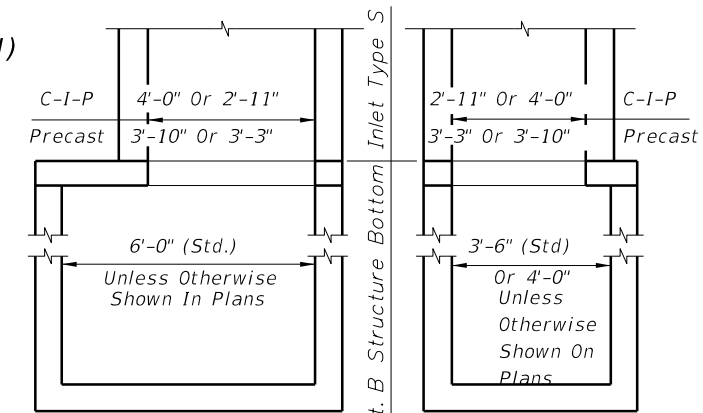 C-I-P 4'-0" Or 2'-11"
Precast 3'-10" Or 3'-3"
6'-0" (Std.)
Unless Otherwise
Shown In Plans
t. B Structure Bottom Inlet Type S
2'-11" Or 4'-0" C-I-P
3'-3" Or 3'-10" Precast
3'-6" (Std)
Or 4'-0"
Unless
Otherwise
Shown On
Plans